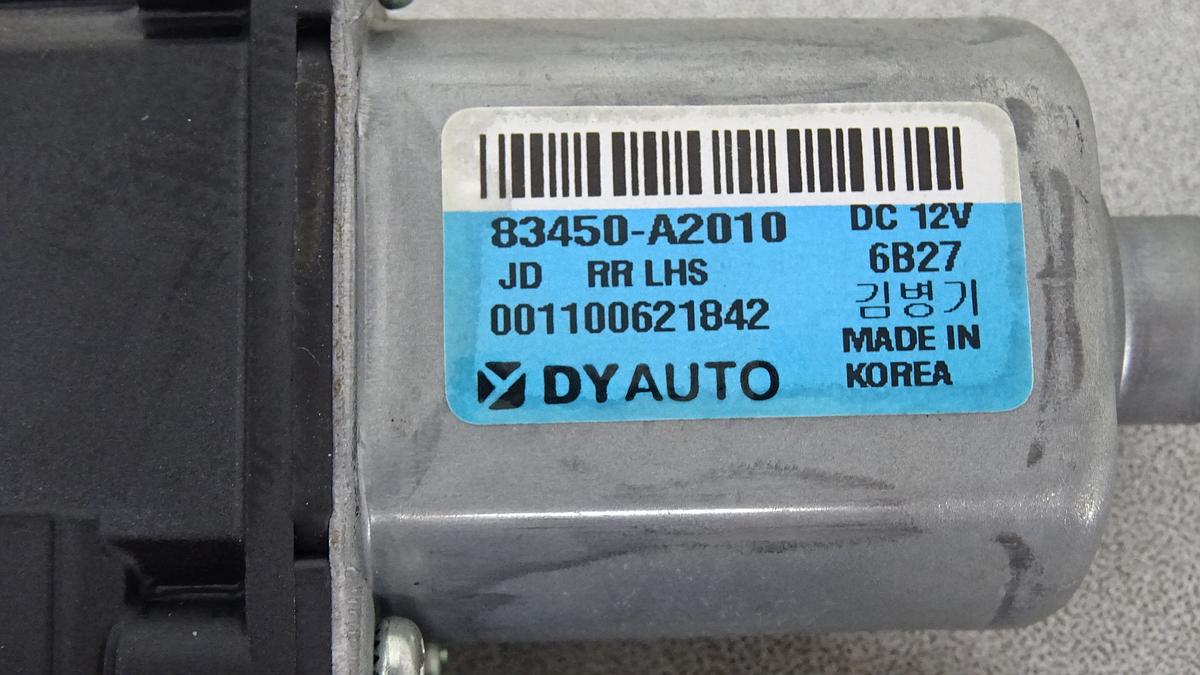 83450-A2010
DC 12V
JD RR LHS
6B27
001100621842
김병기
MADE IN
KOREA
DYAUTO